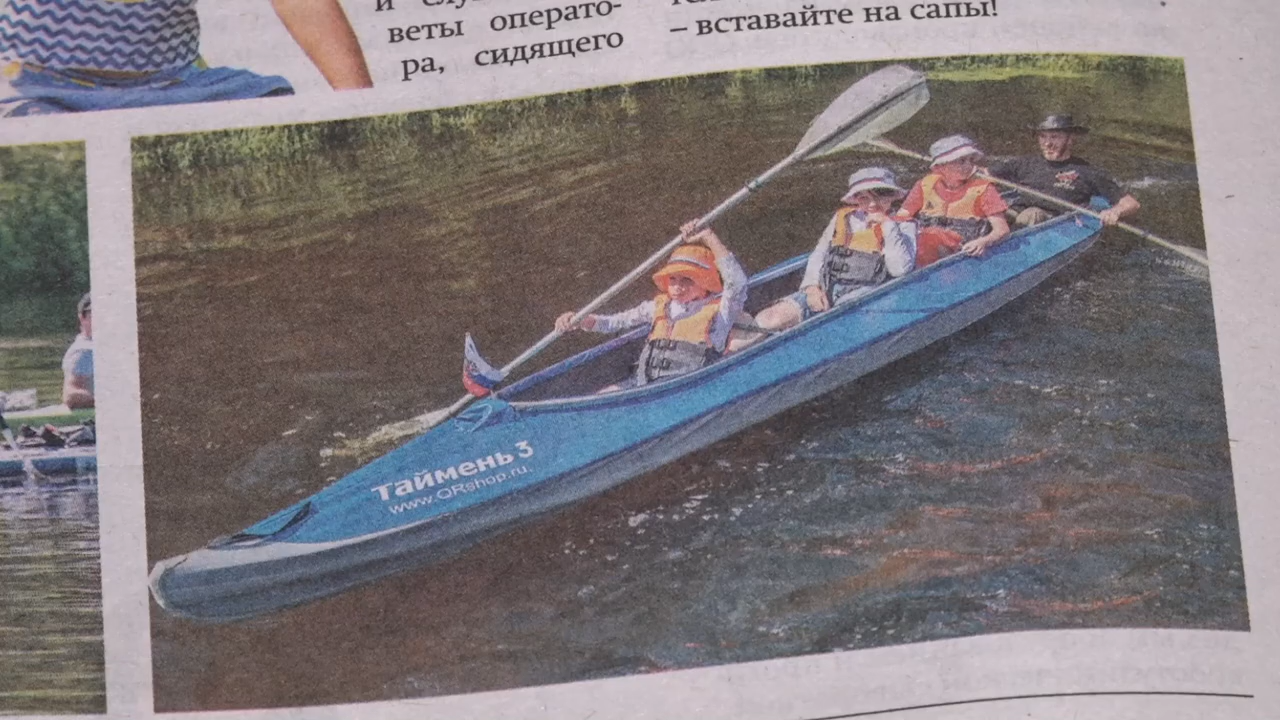 веты операто-
ра, сидящего
– вставайте на сапы!
Таймень 3
www.QRshop.ru